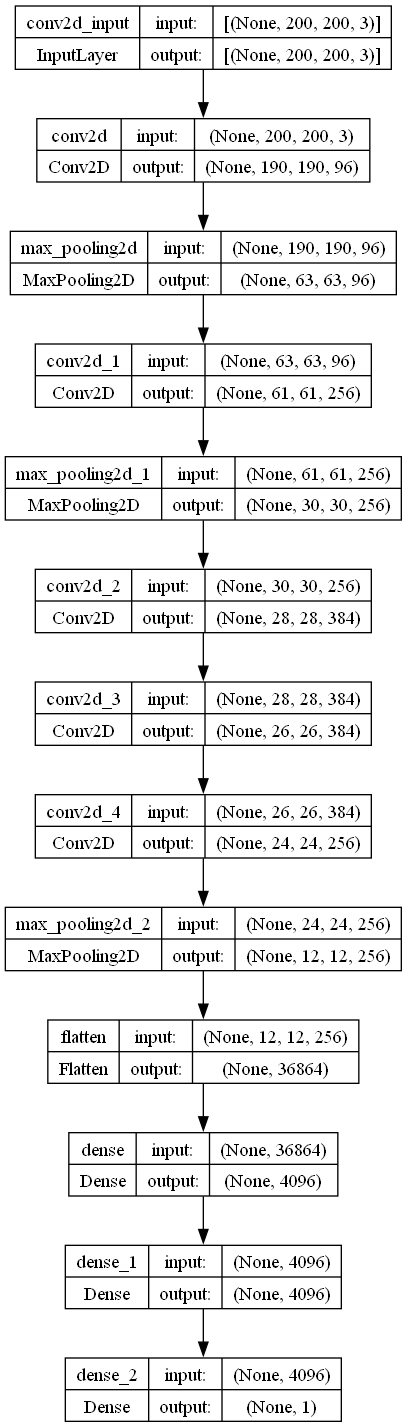 conv2d_input input: [(None, 200, 200, 3)]
InputLayer output: [(None, 200, 200, 3)]
conv2d input: (None, 200, 200, 3)
Conv2D output: (None, 190, 190, 96)
max_pooling2d input: (None, 190, 190, 96)
MaxPooling2D output: (None, 63, 63, 96)
conv2d_1 input: (None, 63, 63, 96)
Conv2D output: (None, 61, 61, 256)
max_pooling2d_1 input: (None, 61, 61, 256)
MaxPooling2D output: (None, 30, 30, 256)
conv2d_2 input: (None, 30, 30, 256)
Conv2D output: (None, 28, 28, 384)
conv2d_3 input: (None, 28, 28, 384)
Conv2D output: (None, 26, 26, 384)
conv2d_4 input: (None, 26, 26, 384)
Conv2D output: (None, 24, 24, 256)
max_pooling2d_2 input: (None, 24, 24, 256)
MaxPooling2D output: (None, 12, 12, 256)
flatten input: (None, 12, 12, 256)
Flatten output: (None, 36864)
dense input: (None, 36864)
Dense output: (None, 4096)
dense_1 input: (None, 4096)
Dense output: (None, 4096)
dense_2 input: (None, 4096)
Dense output: (None, 1)